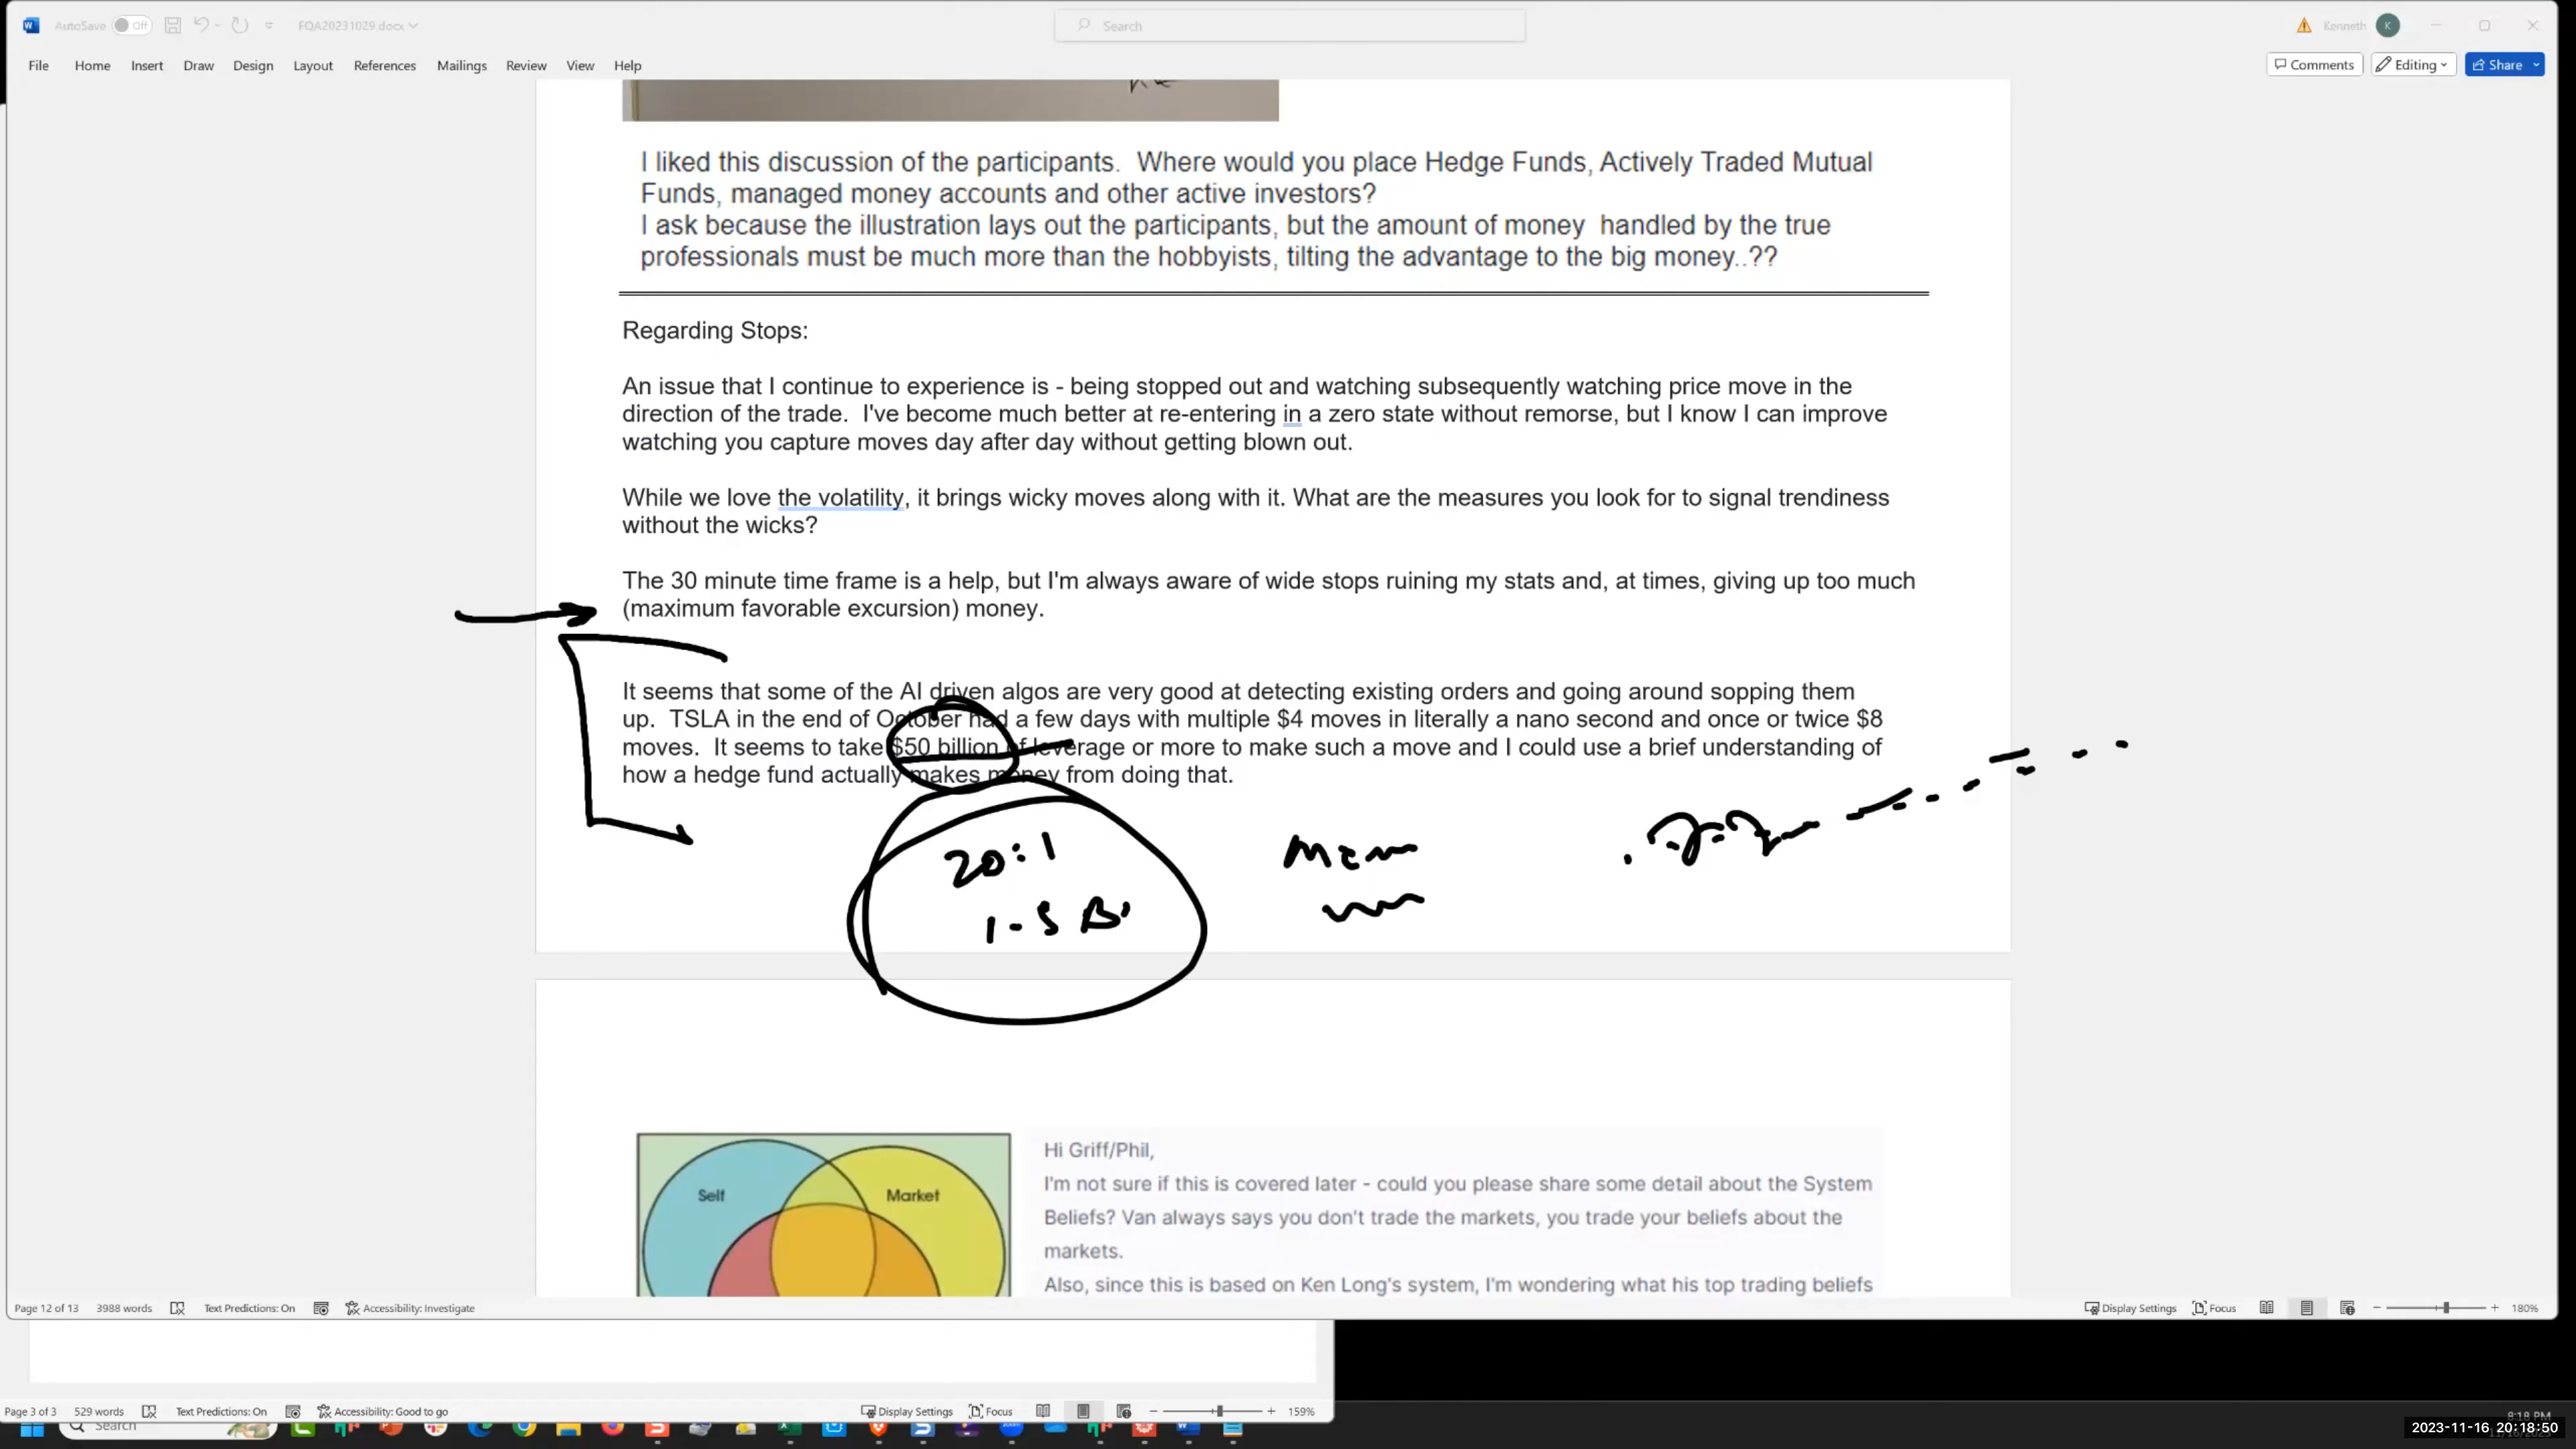 AutoSave Off FQA20231029.docx Search Kenneth K
File Home Insert Draw Design Layout References Mailings Review View Help Comments Editing Share
I liked this discussion of the participants. Where would you place Hedge Funds, Actively Traded Mutual
Funds, managed money accounts and other active investors?
I ask because the illustration lays out the participants, but the amount of money handled by the true
professionals must be much more than the hobbyists, tilting the advantage to the big money..??
Regarding Stops:
An issue that I continue to experience is - being stopped out and watching subsequently watching price move in the
direction of the trade. I've become much better at re-entering in a zero state without remorse, but I know I can improve
watching you capture moves day after day without getting blown out.
While we love the volatility, it brings wicky moves along with it. What are the measures you look for to signal trendiness
without the wicks?
The 30 minute time frame is a help, but I'm always aware of wide stops ruining my stats and, at times, giving up too much
(maximum favorable excursion) money.
It seems that some of the AI driven algos are very good at detecting existing orders and going around sopping them
up. TSLA in the end of October had a few days with multiple $4 moves in literally a nano second and once or twice $8
moves. It seems to take $50 billion of leverage or more to make such a move and I could use a brief understanding of
how a hedge fund actually makes money from doing that.
20:1
1-5 B
Self Market
Hi Griff/Phil,
I'm not sure if this is covered later - could you please share some detail about the System
Beliefs? Van always says you don't trade the markets, you trade your beliefs about the
markets.
Also, since this is based on Ken Long's system, I'm wondering what his top trading beliefs
Page 12 of 13 3988 words Text Predictions: On Accessibility: Investigate Display Settings Focus 180%
Page 3 of 3 529 words Text Predictions: On Accessibility: Good to go Display Settings Focus 159%
Search
8:18 PM
2023-11-16 20:18:50